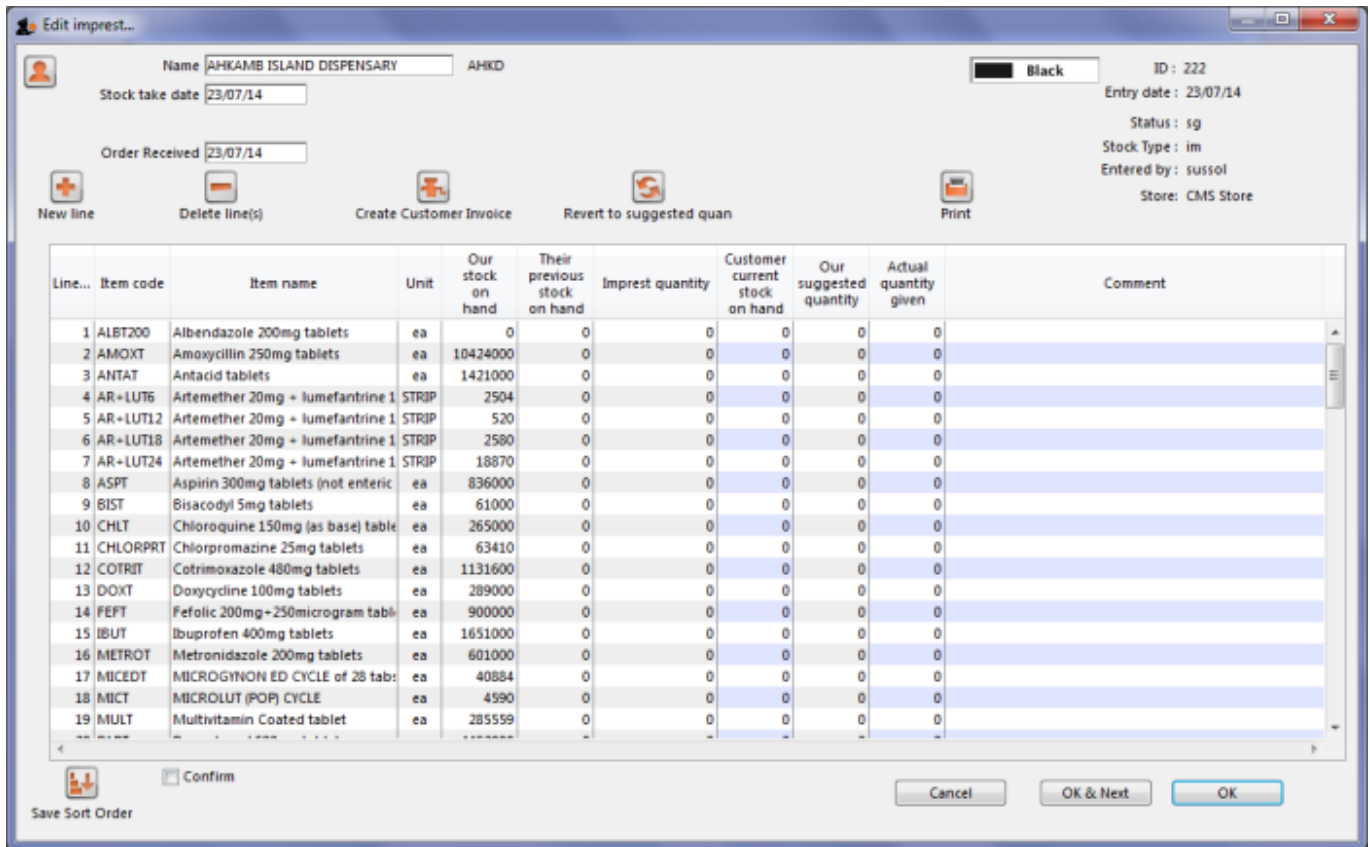 Edit imprest...
Name AHKAMB ISLAND DISPENSARY AHKD Black ID : 222
Stock take date 23/07/14 Entry date : 23/07/14
Status : sg
Order Received 23/07/14 Stock Type : im
Entered by : sussol
Store: CMS Store
New line Delete line(s) Create Customer Invoice Revert to suggested quan Print
Line... Item code Item name Unit Our stock on hand Their previous stock on hand Imprest quantity Customer current stock on hand Our suggested quantity Actual quantity given Comment
1 ALBT200 Albendazole 200mg tablets ea 0 0 0 0 0 0
2 AMOXT Amoxycillin 250mg tablets ea 10424000 0 0 0 0 0
3 ANTAT Antacid tablets ea 1421000 0 0 0 0 0
4 AR+LUT6 Artemether 20mg + lumefantrine 1 STRIP 2504 0 0 0 0 0
5 AR+LUT12 Artemether 20mg + lumefantrine 1 STRIP 520 0 0 0 0 0
6 AR+LUT18 Artemether 20mg + lumefantrine 1 STRIP 2580 0 0 0 0 0
7 AR+LUT24 Artemether 20mg + lumefantrine 1 STRIP 18870 0 0 0 0 0
8 ASPT Aspirin 300mg tablets (not enteric ea 836000 0 0 0 0 0
9 BIST Bisacodyl 5mg tablets ea 61000 0 0 0 0 0
10 CHLT Chloroquine 150mg (as base) table ea 265000 0 0 0 0 0
11 CHLORPRT Chlorpromazine 25mg tablets ea 63410 0 0 0 0 0
12 COTRIT Cotrimoxazole 480mg tablets ea 1131600 0 0 0 0 0
13 DOXT Doxycycline 100mg tablets ea 289000 0 0 0 0 0
14 FEFT Fefolic 200mg+250microgram tabl ea 900000 0 0 0 0 0
15 IBUT Ibuprofen 400mg tablets ea 1651000 0 0 0 0 0
16 METROT Metronidazole 200mg tablets ea 601000 0 0 0 0 0
17 MICEDT MICROGYNON ED CYCLE of 28 tabs ea 40884 0 0 0 0 0
18 MICT MICROLUT (POP) CYCLE ea 4590 0 0 0 0 0
19 MULT Multivitamin Coated tablet ea 285559 0 0 0 0 0
Confirm
Cancel OK & Next OK
Save Sort Order